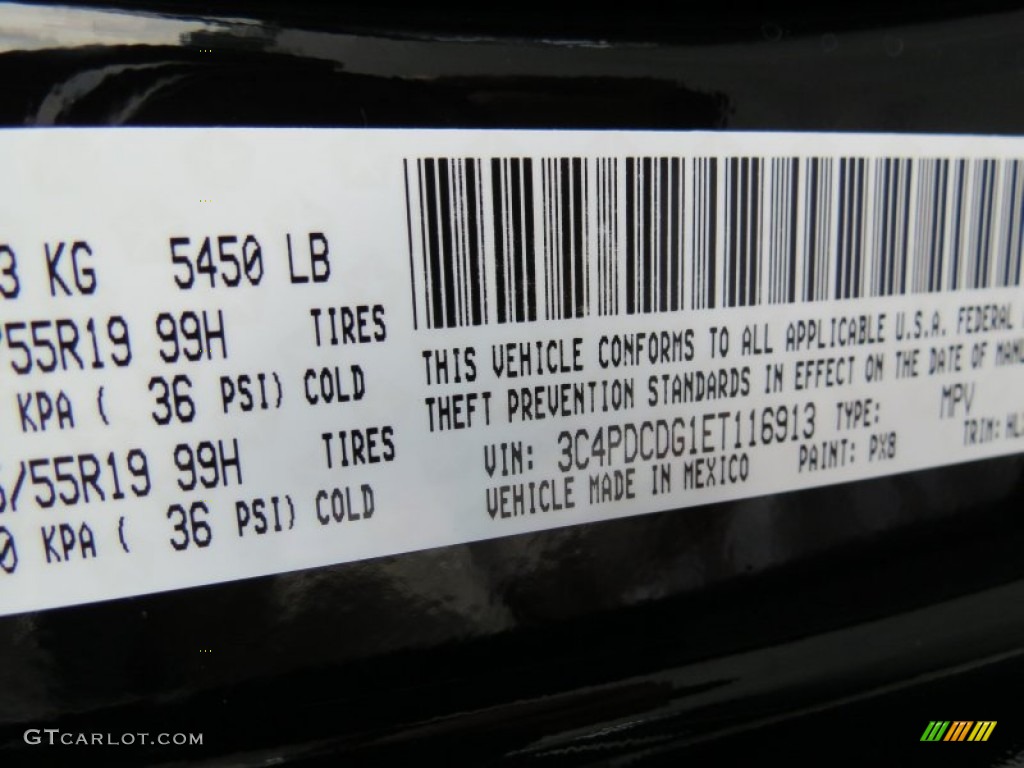 3 KG 5450 LB
/55R19 99H TIRES
KPA ( 36 PSI) COLD
/55R19 99H TIRES
0 KPA ( 36 PSI) COLD
THIS VEHICLE CONFORMS TO ALL APPLICABLE U.S.A. FEDERAL
THEFT PREVENTION STANDARDS IN EFFECT ON THE DATE OF MANU
VIN: 3C4PDCDG1ET116913 TYPE: MPV
VEHICLE MADE IN MEXICO PAINT: PX8 TRIM: HL
GTCARLOT.COM